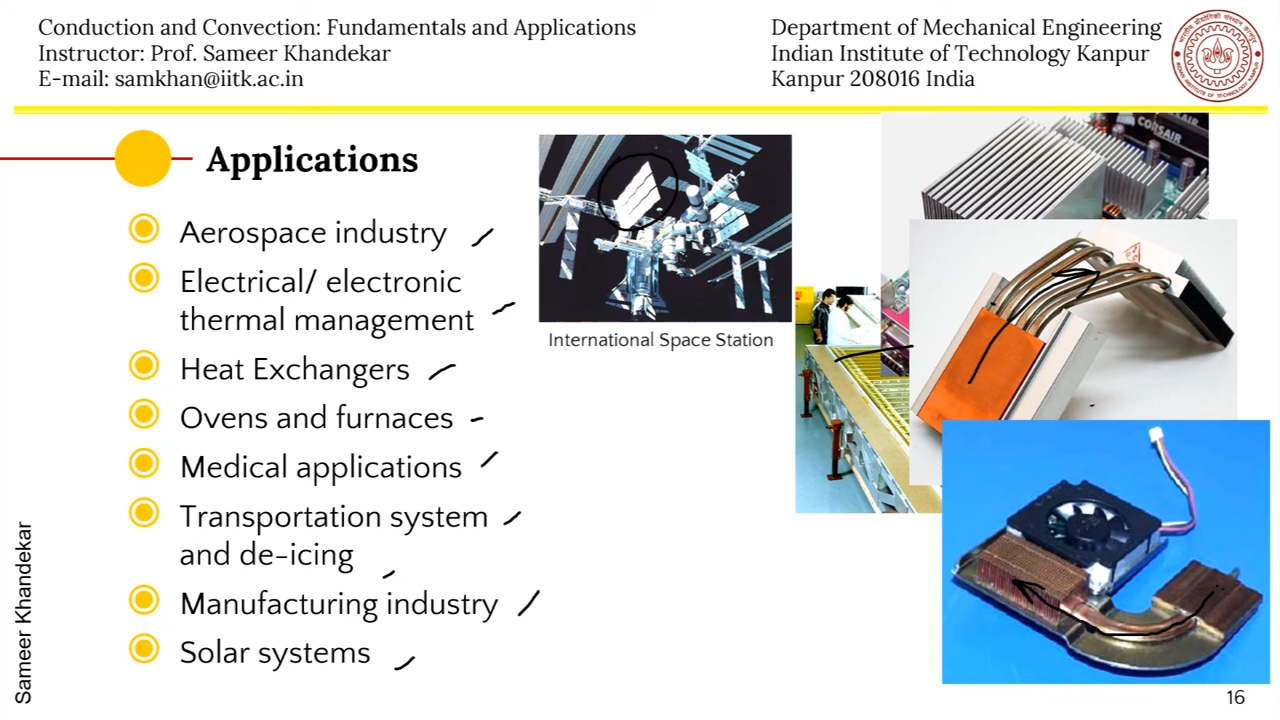 Conduction and Convection: Fundamentals and Applications
Instructor: Prof. Sameer Khandekar
E-mail: samkhan@iitk.ac.in
Department of Mechanical Engineering
Indian Institute of Technology Kanpur
Kanpur 208016 India
Applications
Aerospace industry
Electrical/ electronic
thermal management
Heat Exchangers
Ovens and furnaces
Medical applications
Transportation system
and de-icing
Manufacturing industry
Solar systems
International Space Station
CORSAIR
Sameer Khandekar
16